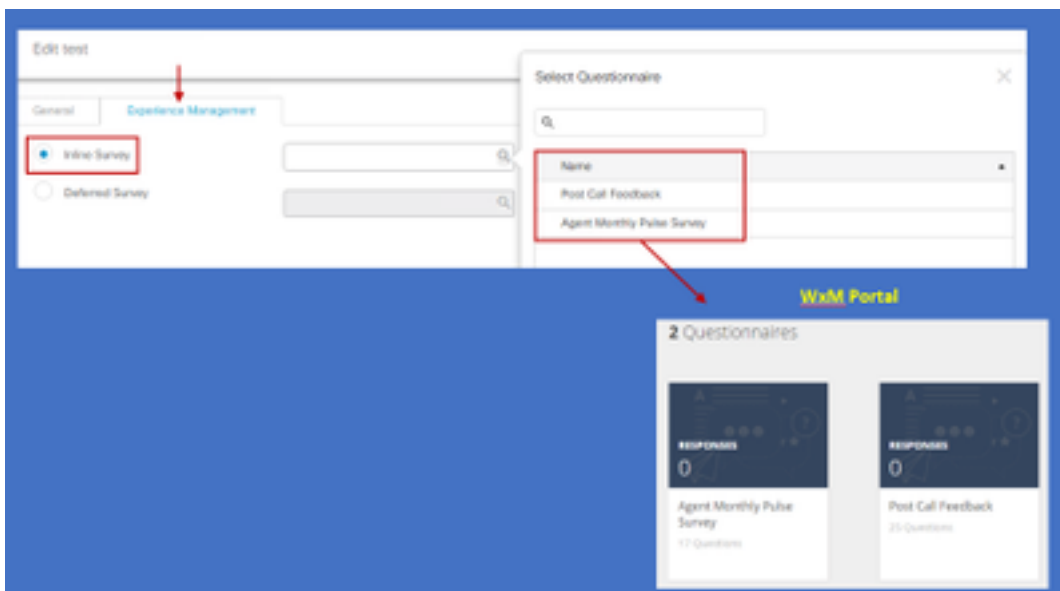 Edit test
General
Experience Management
Inline Survey
Deferred Survey
Select Questionnaire
Name
Post Call Feedback
Agent Monthly Pulse Survey
WxM Portal
2 Questionnaires
RESPONSES
0
Agent Monthly Pulse
Survey
17 Questions
RESPONSES
0
Post Call Feedback
25 Questions